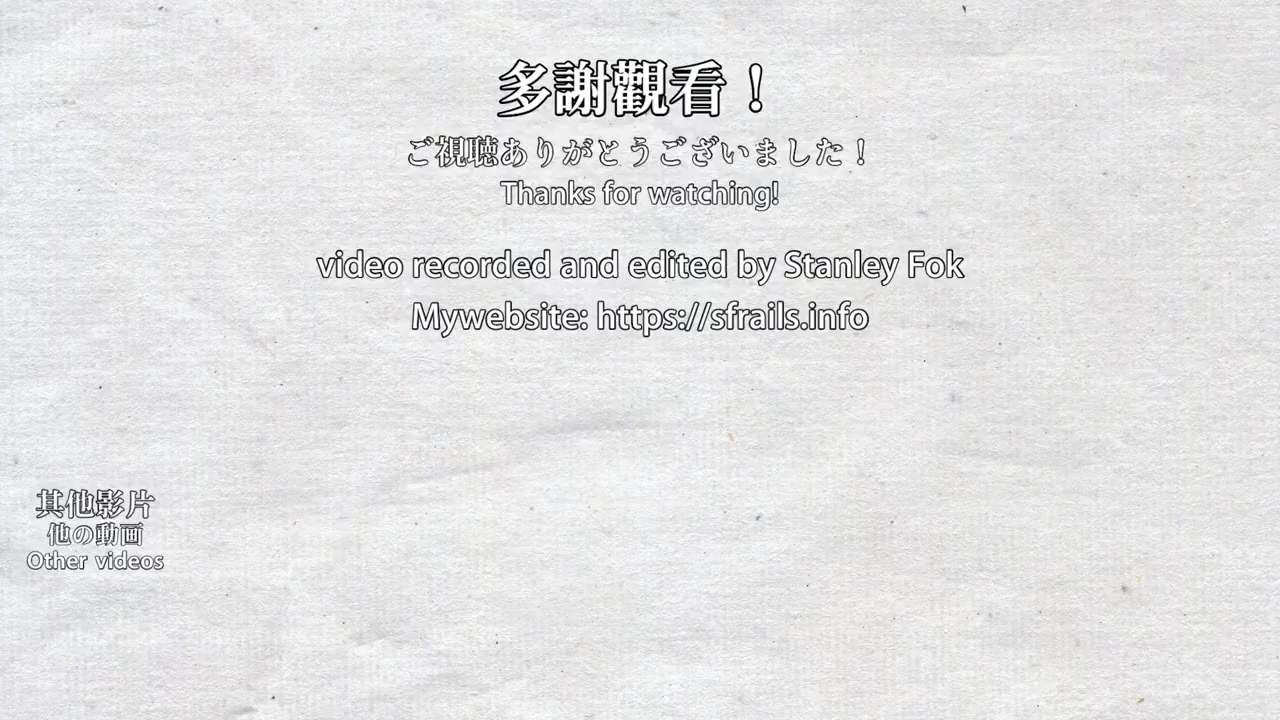 多謝觀看！
ご視聴ありがとうございました！
Thanks for watching!
video recorded and edited by Stanley Fok
Mywebsite: https://sfrails.info
其他影片
他の動画
Other videos